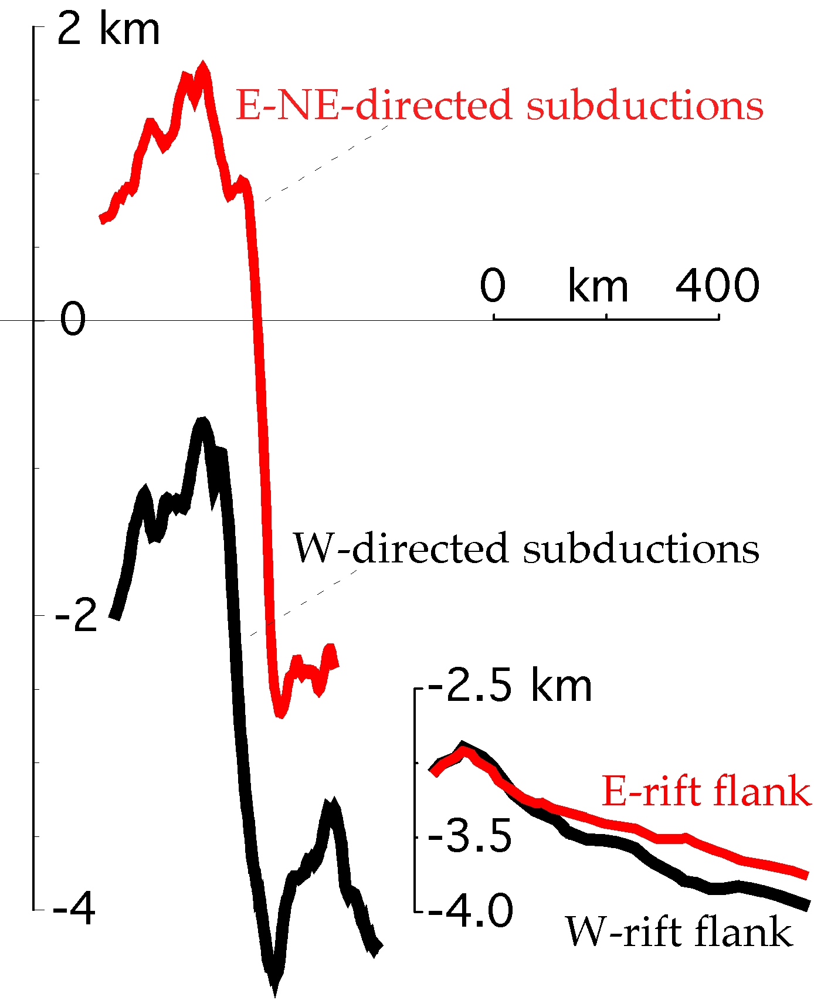 2 km
E-NE-directed subductions
0 km 400
0
W-directed subductions
-2
-2.5 km
E-rift flank
-3.5
-4
-4.0
W-rift flank